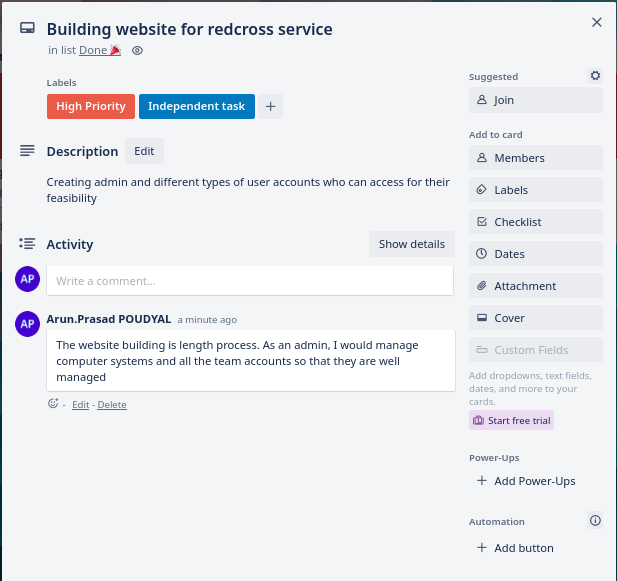 Building website for redcross service
in list Done 🎉
Labels
High Priority
Independent task
Description
Edit
Creating admin and different types of user accounts who can access for their
feasibility
Activity
Show details
AP
Write a comment...
AP
Arun.Prasad POUDYAL a minute ago
The website building is length process. As an admin, I would manage
computer systems and all the team accounts so that they are well
managed
- Edit - Delete
Suggested
Join
Add to card
Members
Labels
Checklist
Dates
Attachment
Cover
Custom Fields
Add dropdowns, text fields,
dates, and more to your
cards.
Start free trial
Power-Ups
+ Add Power-Ups
Automation
+ Add button